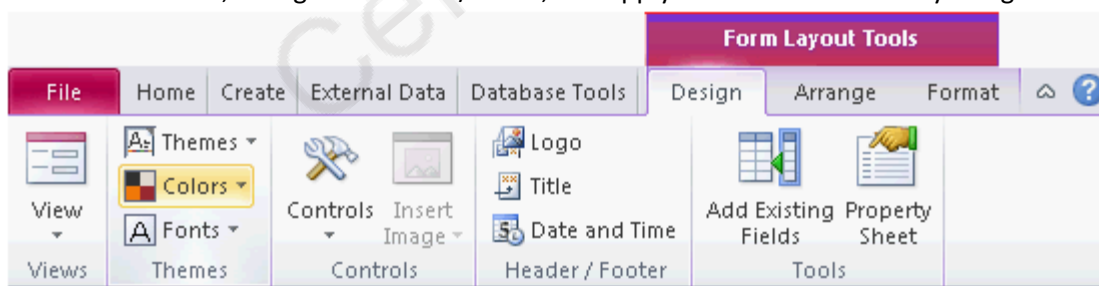 Form Layout Tools
File Home Create External Data Database Tools Design Arrange Format
Themes
Colors
Fonts
View
Controls
Insert
Image
Logo
Title
Date and Time
Add Existing
Fields
Property
Sheet
Views Themes Controls Header / Footer Tools